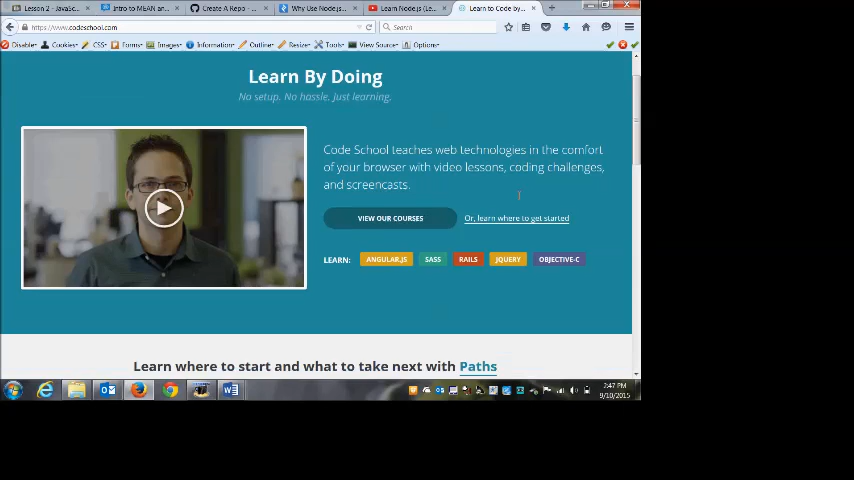 Lesson 2 - JavaSc...
Intro to MEAN an...
Create A Repo - ...
Why Use Node.js...
Learn Node.js (Le...
Learn to Code by...
https://www.codeschool.com
Search
Disable
Cookies
CSS
Forms
Images
Information
Outline
Resize
Tools
View Source
Options
Learn By Doing
No setup. No hassle. Just learning.
Code School teaches web technologies in the comfort
of your browser with video lessons, coding challenges,
and screencasts.
VIEW OUR COURSES
Or, learn where to get started
LEARN:
ANGULAR.JS
SASS
RAILS
JQUERY
OBJECTIVE-C
Learn where to start and what to take next with Paths
2:47 PM
9/10/2015